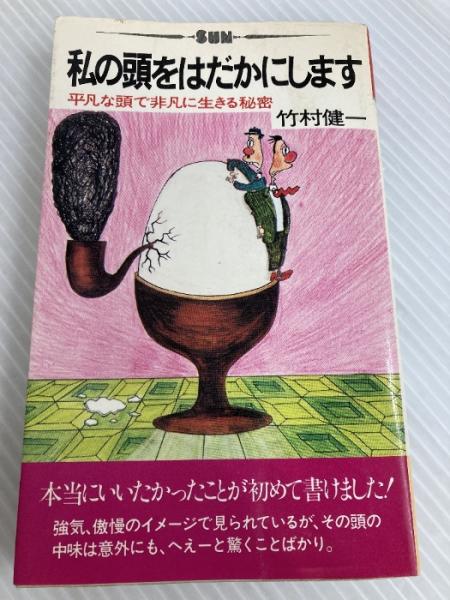 SUN
私の頭をはだかにします
平凡な頭で非凡に生きる秘密
竹村健一
本当にいいたかったことが初めて書けました!
強気、傲慢のイメージで見られているが、その頭の
中味は意外にも、へえーと驚くことばかり。